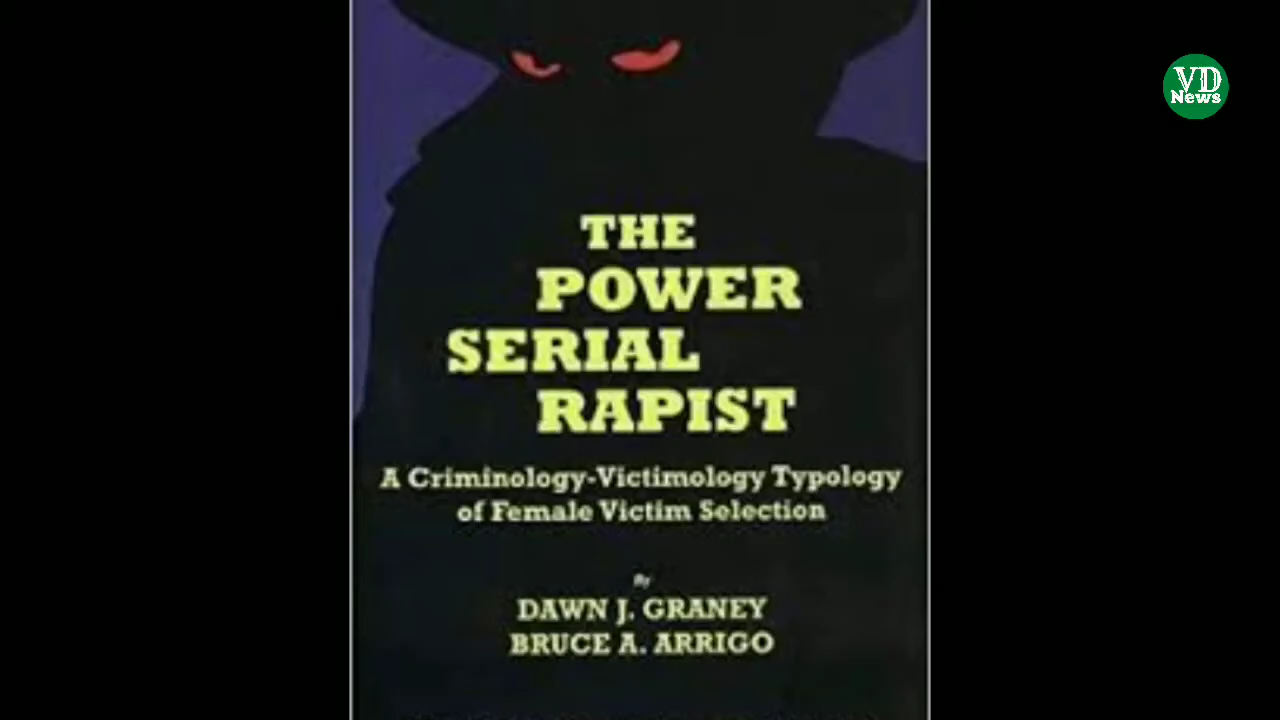 VD
News
THE
POWER
SERIAL
RAPIST
A Criminology-Victimology Typology
of Female Victim Selection
By
DAWN J. GRANEY
BRUCE A. ARRIGO